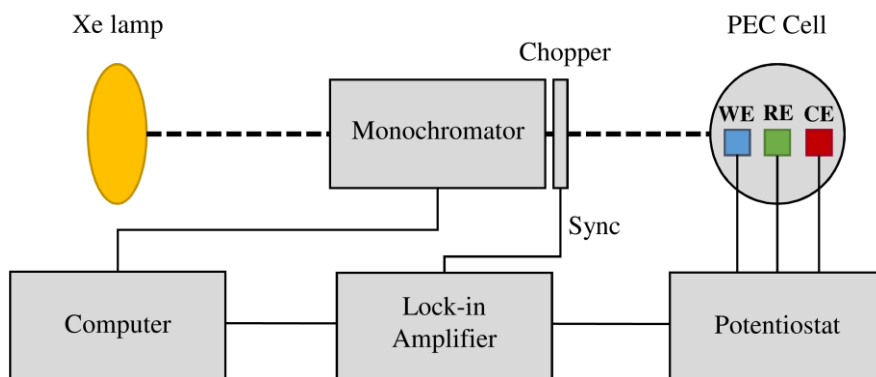 Xe lamp
PEC Cell
Chopper
Monochromator
WE RE CE
Sync
Computer
Lock-in
Amplifier
Potentiostat